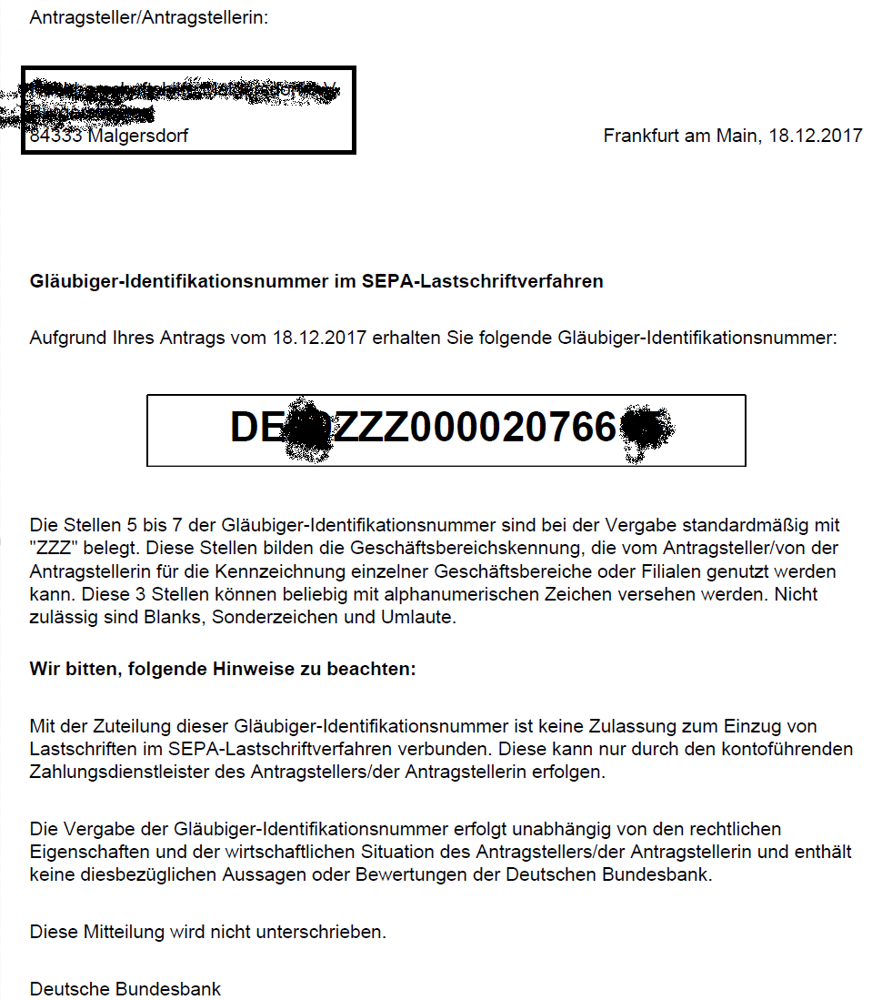 Antragsteller/Antragstellerin:
84333 Malgersdorf
Frankfurt am Main, 18.12.2017
Gläubiger-Identifikationsnummer im SEPA-Lastschriftverfahren
Aufgrund Ihres Antrags vom 18.12.2017 erhalten Sie folgende Gläubiger-Identifikationsnummer:
DE ZZZ000020766
Die Stellen 5 bis 7 der Gläubiger-Identifikationsnummer sind bei der Vergabe standardmäßig mit
"ZZZ" belegt. Diese Stellen bilden die Geschäftsbereichskennung, die vom Antragsteller/von der
Antragstellerin für die Kennzeichnung einzelner Geschäftsbereiche oder Filialen genutzt werden
kann. Diese 3 Stellen können beliebig mit alphanumerischen Zeichen versehen werden. Nicht
zulässig sind Blanks, Sonderzeichen und Umlaute.
Wir bitten, folgende Hinweise zu beachten:
Mit der Zuteilung dieser Gläubiger-Identifikationsnummer ist keine Zulassung zum Einzug von
Lastschriften im SEPA-Lastschriftverfahren verbunden. Diese kann nur durch den kontoführenden
Zahlungsdienstleister des Antragstellers/der Antragstellerin erfolgen.
Die Vergabe der Gläubiger-Identifikationsnummer erfolgt unabhängig von den rechtlichen
Eigenschaften und der wirtschaftlichen Situation des Antragstellers/der Antragstellerin und enthält
keine diesbezüglichen Aussagen oder Bewertungen der Deutschen Bundesbank.
Diese Mitteilung wird nicht unterschrieben.
Deutsche Bundesbank